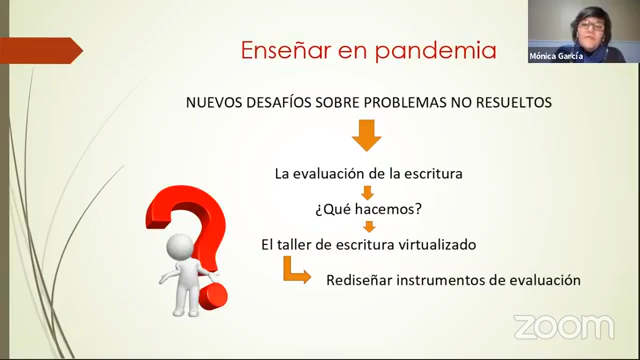 Enseñar en pandemia
Mónica García
NUEVOS DESAFÍOS SOBRE PROBLEMAS NO RESUELTOS
La evaluación de la escritura
¿Qué hacemos?
El taller de escritura virtualizado
Rediseñar instrumentos de evaluación
zoom